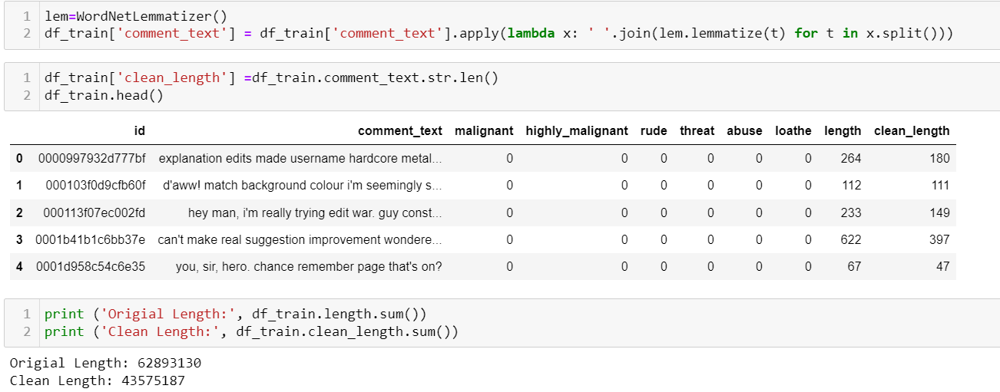 1 lem=WordNetLemmatizer()
2 df_train['comment_text'] = df_train['comment_text'].apply(lambda x: ' '.join(lem.lemmatize(t) for t in x.split()))
1 df_train['clean_length'] =df_train.comment_text.str.len()
2 df_train.head()
id comment_text malignant highly_malignant rude threat abuse loathe length clean_length
0 0000997932d777bf explanation edits made username hardcore metal... 0 0 0 0 0 0 264 180
1 000103f0d9cfb60f d'aww! match background colour i'm seemingly s... 0 0 0 0 0 0 112 111
2 000113f07ec002fd hey man, i'm really trying edit war. guy const... 0 0 0 0 0 0 233 149
3 0001b41b1c6bb37e can't make real suggestion improvement wondere... 0 0 0 0 0 0 622 397
4 0001d958c54c6e35 you, sir, hero. chance remember page that's on? 0 0 0 0 0 0 67 47
1 print ('Origial Length:', df_train.length.sum())
2 print ('Clean Length:', df_train.clean_length.sum())
Origial Length: 62893130
Clean Length: 43575187